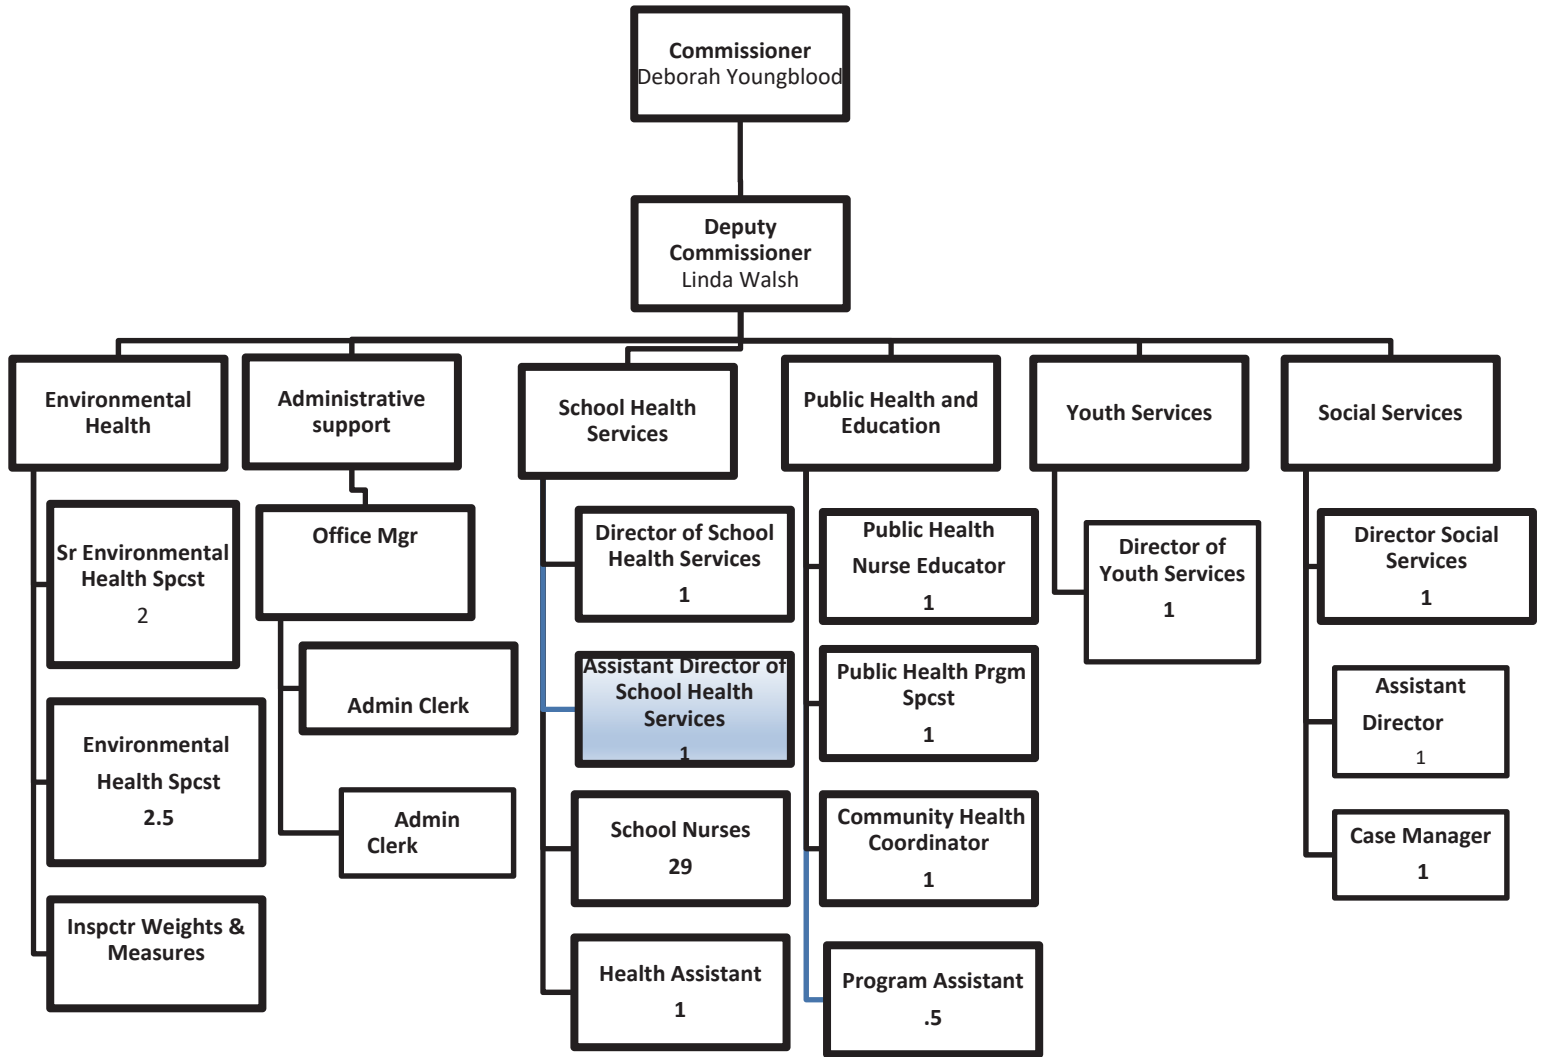 Commissioner
Deborah Youngblood
Deputy
Commissioner
Linda Walsh
Environmental
Health
Administrative
support
School Health
Services
Public Health and
Education
Youth Services
Social Services
Sr Environmental
Health Spcst
2
Environmental
Health Spcst
2.5
Inspctr Weights &
Measures
Office Mgr
Admin Clerk
Admin
Clerk
Director of School
Health Services
1
Assistant Director of
School Health
Services
1
School Nurses
29
Health Assistant
1
Public Health
Nurse Educator
1
Public Health Prgm
Spcst
1
Community Health
Coordinator
1
Program Assistant
.5
Director of
Youth Services
1
Director Social
Services
1
Assistant
Director
1
Case Manager
1